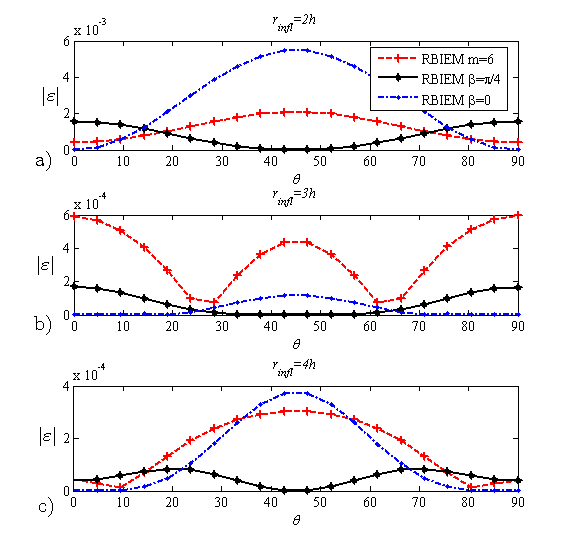 r_infl=2h
x 10^-3
6
4
2
0
|ε|
a)
RBIEM m=6
RBIEM β=π/4
RBIEM β=0
0 10 20 30 40 50 60 70 80 90
θ
r_infl=3h
x 10^-4
6
4
2
0
|ε|
b)
0 10 20 30 40 50 60 70 80 90
θ
r_infl=4h
x 10^-4
4
2
0
|ε|
c)
0 10 20 30 40 50 60 70 80 90
θ